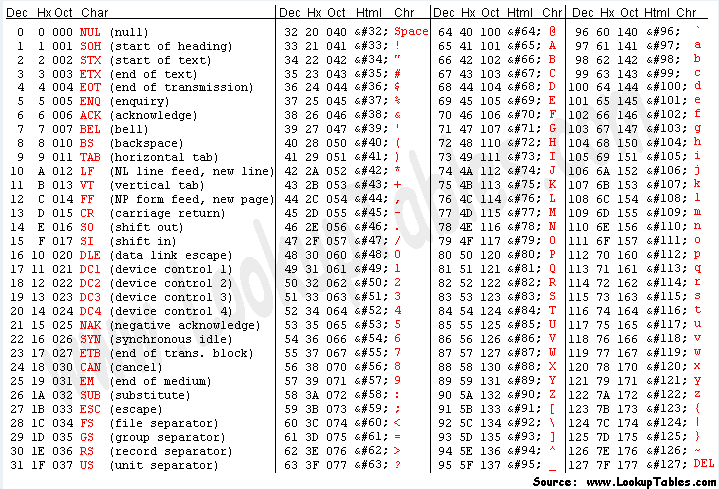 Dec Hx Oct Char Dec Hx Oct Html Chr Dec Hx Oct Html Chr Dec Hx Oct Html Chr
0 0 000 NUL (null) 32 20 040 &#32; Space 64 40 100 &#64; @ 96 60 140 &#96; `
1 1 001 SOH (start of heading) 33 21 041 &#33; ! 65 41 101 &#65; A 97 61 141 &#97; a
2 2 002 STX (start of text) 34 22 042 &#34; " 66 42 102 &#66; B 98 62 142 &#98; b
3 3 003 ETX (end of text) 35 23 043 &#35; # 67 43 103 &#67; C 99 63 143 &#99; c
4 4 004 EOT (end of transmission) 36 24 044 &#36; $ 68 44 104 &#68; D 100 64 144 &#100; d
5 5 005 ENQ (enquiry) 37 25 045 &#37; % 69 45 105 &#69; E 101 65 145 &#101; e
6 6 006 ACK (acknowledge) 38 26 046 &#38; & 70 46 106 &#70; F 102 66 146 &#102; f
7 7 007 BEL (bell) 39 27 047 &#39; ' 71 47 107 &#71; G 103 67 147 &#103; g
8 8 010 BS (backspace) 40 28 050 &#40; ( 72 48 110 &#72; H 104 68 150 &#104; h
9 9 011 TAB (horizontal tab) 41 29 051 &#41; ) 73 49 111 &#73; I 105 69 151 &#105; i
10 A 012 LF (NL line feed, new line) 42 2A 052 &#42; * 74 4A 112 &#74; J 106 6A 152 &#106; j
11 B 013 VT (vertical tab) 43 2B 053 &#43; + 75 4B 113 &#75; K 107 6B 153 &#107; k
12 C 014 FF (NP form feed, new page) 44 2C 054 &#44; , 76 4C 114 &#76; L 108 6C 154 &#108; l
13 D 015 CR (carriage return) 45 2D 055 &#45; - 77 4D 115 &#77; M 109 6D 155 &#109; m
14 E 016 SO (shift out) 46 2E 056 &#46; . 78 4E 116 &#78; N 110 6E 156 &#110; n
15 F 017 SI (shift in) 47 2F 057 &#47; / 79 4F 117 &#79; O 111 6F 157 &#111; o
16 10 020 DLE (data link escape) 48 30 060 &#48; 0 80 50 120 &#80; P 112 70 160 &#112; p
17 11 021 DC1 (device control 1) 49 31 061 &#49; 1 81 51 121 &#81; Q 113 71 161 &#113; q
18 12 022 DC2 (device control 2) 50 32 062 &#50; 2 82 52 122 &#82; R 114 72 162 &#114; r
19 13 023 DC3 (device control 3) 51 33 063 &#51; 3 83 53 123 &#83; S 115 73 163 &#115; s
20 14 024 DC4 (device control 4) 52 34 064 &#52; 4 84 54 124 &#84; T 116 74 164 &#116; t
21 15 025 NAK (negative acknowledge) 53 35 065 &#53; 5 85 55 125 &#85; U 117 75 165 &#117; u
22 16 026 SYN (synchronous idle) 54 36 066 &#54; 6 86 56 126 &#86; V 118 76 166 &#118; v
23 17 027 ETB (end of trans. block) 55 37 067 &#55; 7 87 57 127 &#87; W 119 77 167 &#119; w
24 18 030 CAN (cancel) 56 38 070 &#56; 8 88 58 130 &#88; X 120 78 170 &#120; x
25 19 031 EM (end of medium) 57 39 071 &#57; 9 89 59 131 &#89; Y 121 79 171 &#121; y
26 1A 032 SUB (substitute) 58 3A 072 &#58; : 90 5A 132 &#90; Z 122 7A 172 &#122; z
27 1B 033 ESC (escape) 59 3B 073 &#59; ; 91 5B 133 &#91; [ 123 7B 173 &#123; {
28 1C 034 FS (file separator) 60 3C 074 &#60; < 92 5C 134 &#92; \ 124 7C 174 &#124; |
29 1D 035 GS (group separator) 61 3D 075 &#61; = 93 5D 135 &#93; ] 125 7D 175 &#125; }
30 1E 036 RS (record separator) 62 3E 076 &#62; > 94 5E 136 &#94; ^ 126 7E 176 &#126; ~
31 1F 037 US (unit separator) 63 3F 077 &#63; ? 95 5F 137 &#95; _ 127 7F 177 &#127; DEL
Source: www.LookupTables.com
www.LookupTables.com